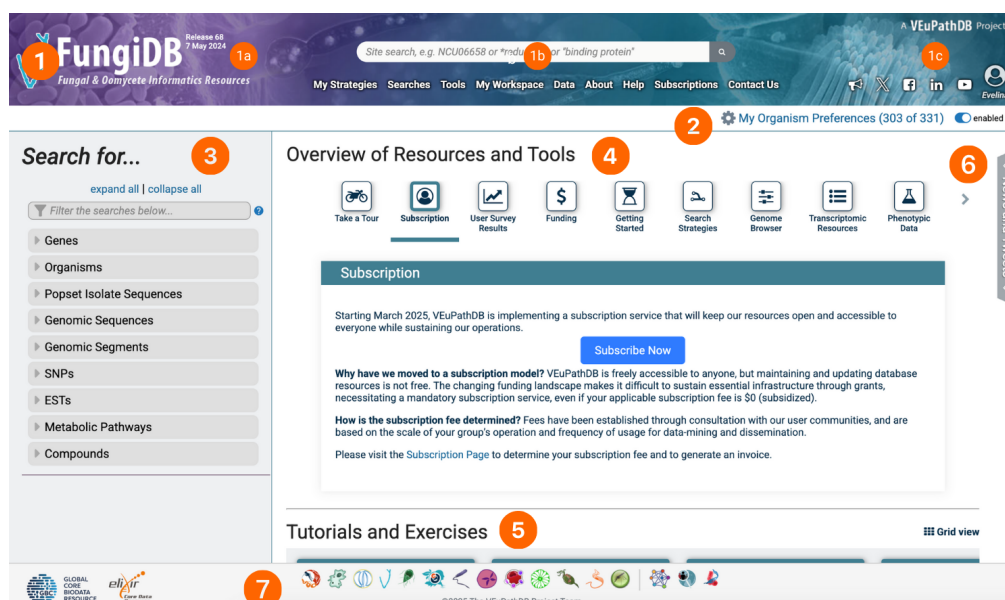 A VEuPathDB Project
1
FungiDB
Release 68
7 May 2024
1a
Fungal & Oomycete Informatics Resources
Site search, e.g. NCU06658 or *reduct or "binding protein"
1b
1c
My Strategies Searches Tools My Workspace Data About Help Subscriptions Contact Us
in
Evelina
2
My Organism Preferences (303 of 331) enabled
Search for...
3
expand all | collapse all
Filter the searches below...
?
Genes
Organisms
Popset Isolate Sequences
Genomic Sequences
Genomic Segments
SNPs
ESTs
Metabolic Pathways
Compounds
Overview of Resources and Tools
4
6
Take a Tour
Subscription
User Survey
Results
$
Funding
Getting
Started
Search
Strategies
Genome
Browser
Transcriptomic
Resources
Phenotypic
Data
Subscription
Starting March 2025, VEuPathDB is implementing a subscription service that will keep our resources open and accessible to
everyone while sustaining our operations.
Subscribe Now
Why have we moved to a subscription model? VEuPathDB is freely accessible to anyone, but maintaining and updating database
resources is not free. The changing funding landscape makes it difficult to sustain essential infrastructure through grants,
necessitating a mandatory subscription service, even if your applicable subscription fee is $0 (subsidized).
How is the subscription fee determined? Fees have been established through consultation with our user communities, and are
based on the scale of your group's operation and frequency of usage for data-mining and dissemination.
Please visit the Subscription Page to determine your subscription fee and to generate an invoice.
Tutorials and Exercises
5
Grid view
GBC
GLOBAL
CORE
BIODATA
RESOURCE
elixir
Core Data
7
©2025 The VEuPathDB Project Team